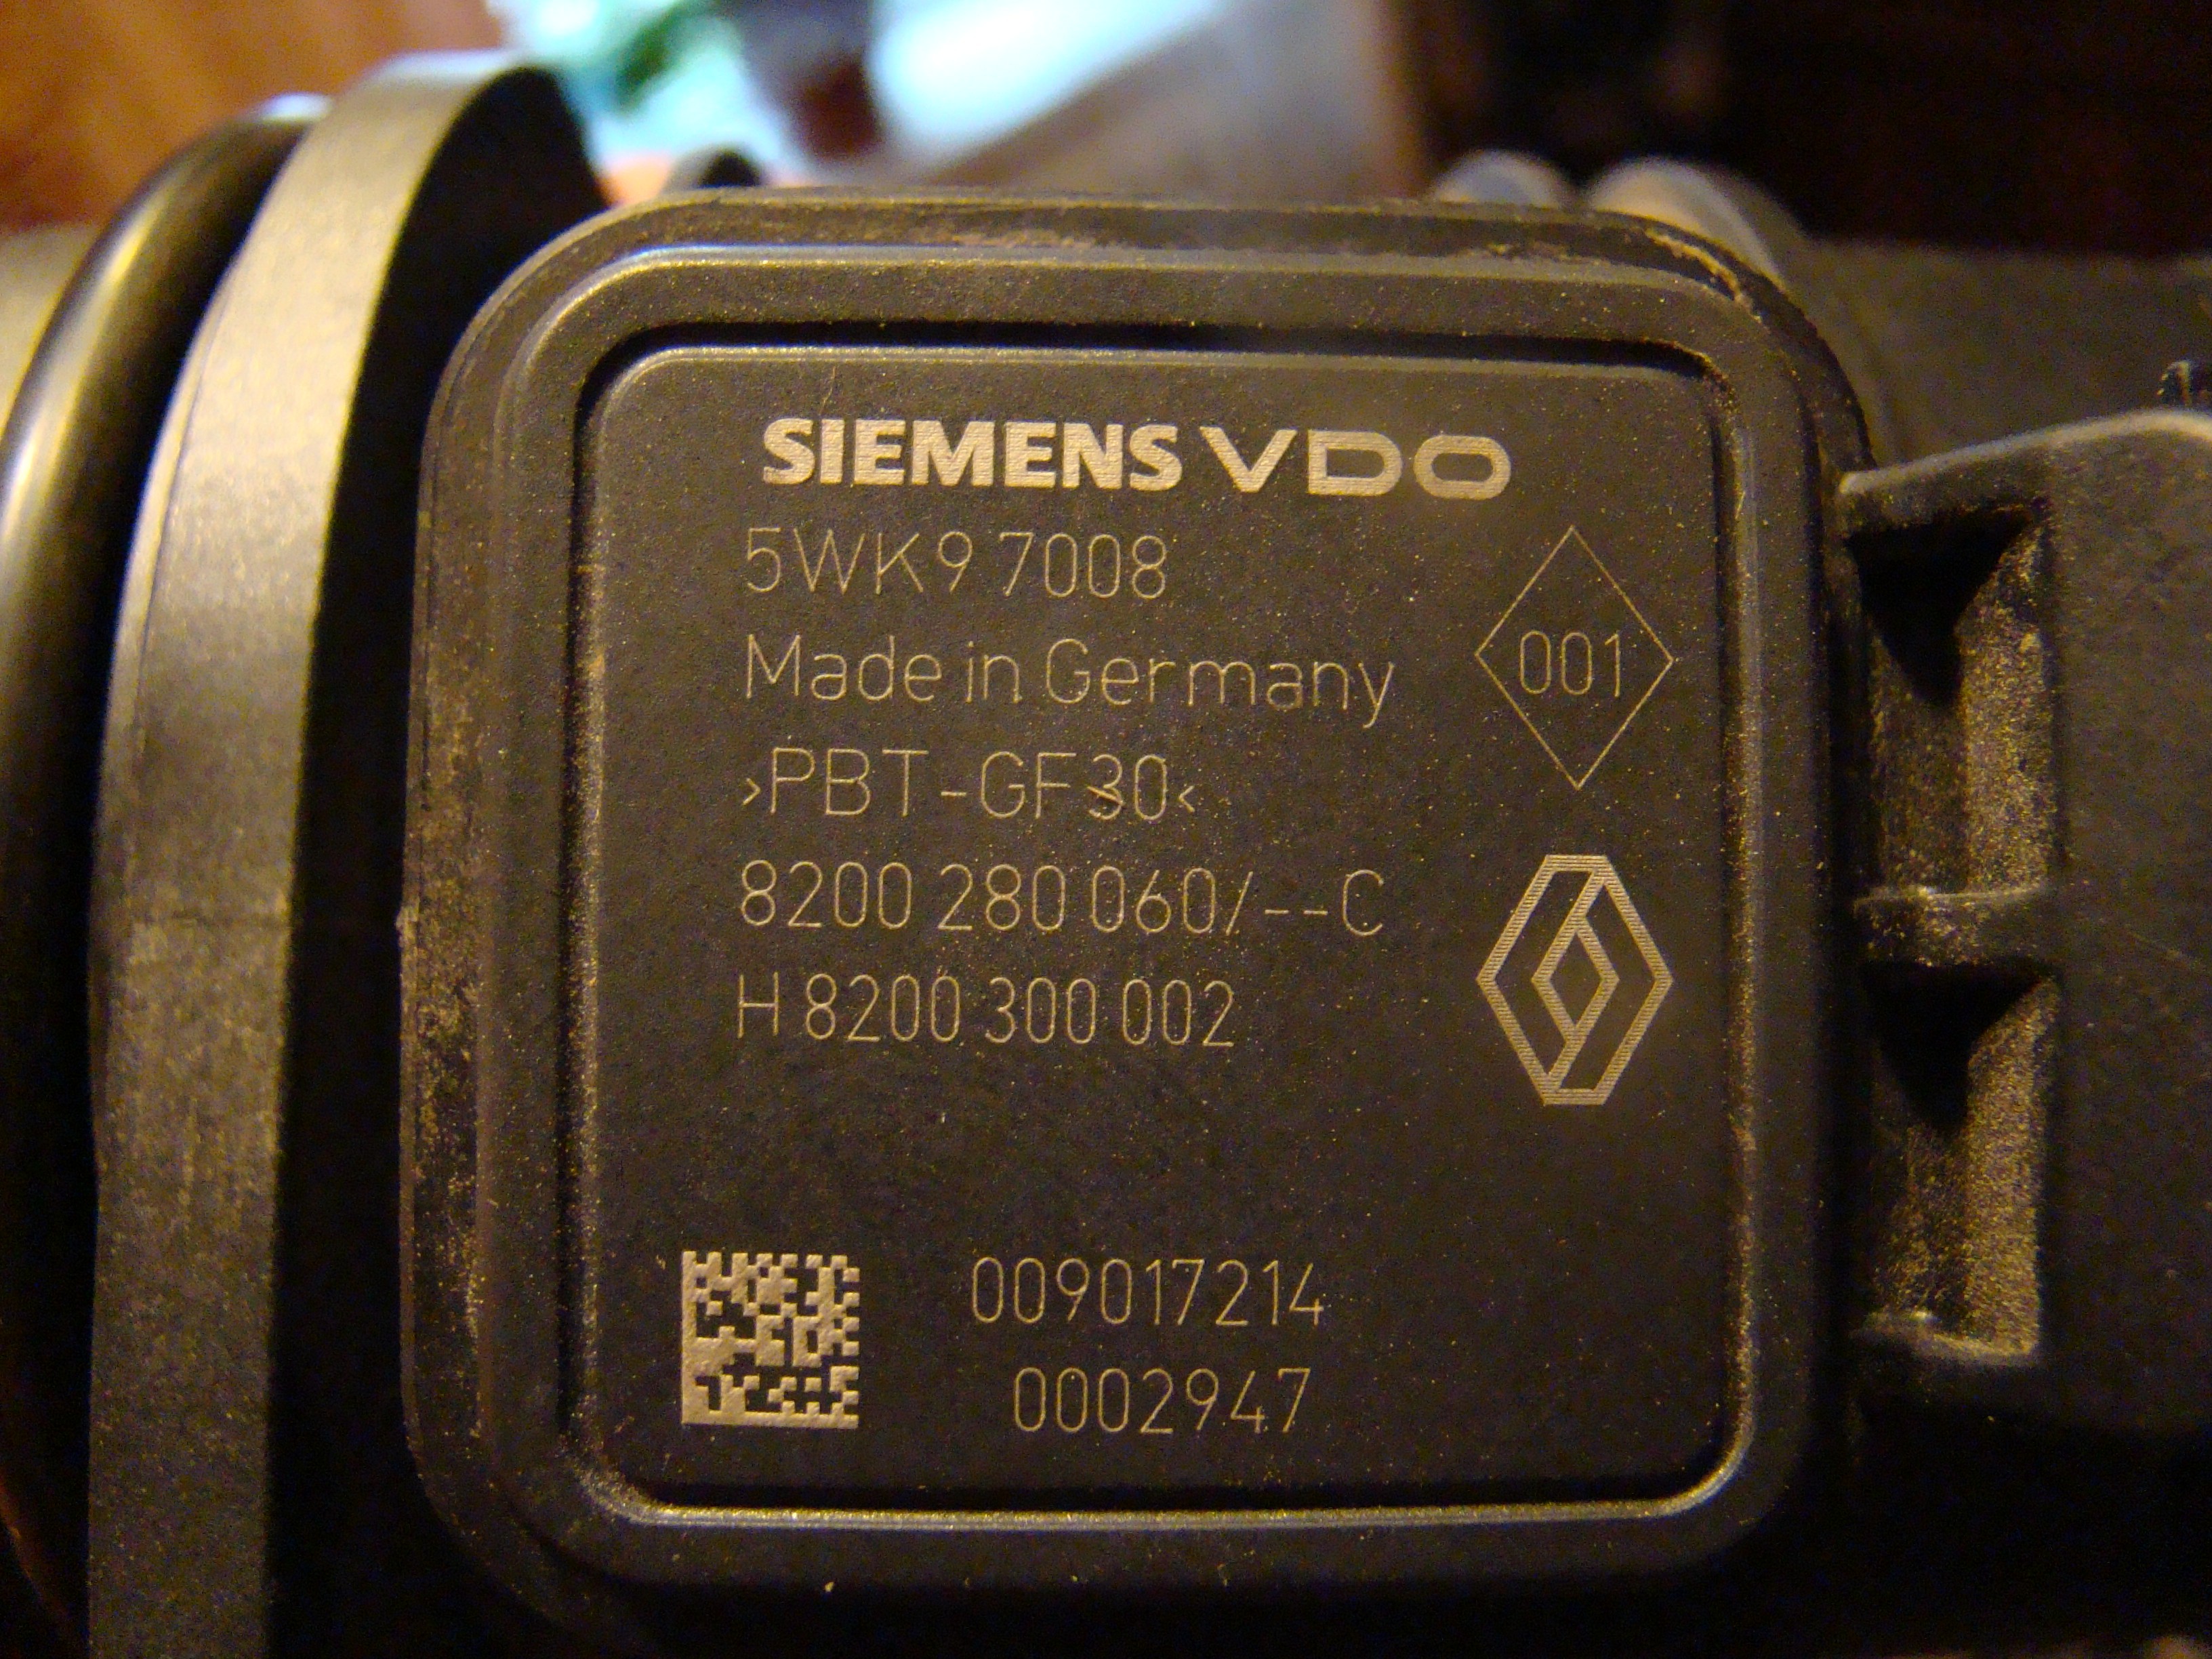 SIEMENS VDO
5WK9 7008
Made in Germany
001
>PBT-GF30<
8200 280 060/--C
H 8200 300 002
009017214
0002947